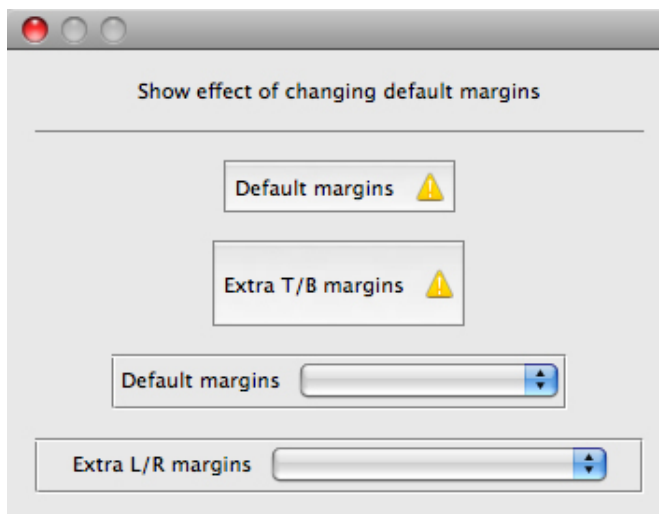 Show effect of changing default margins
Default margins
Extra T/B margins
Default margins
Extra L/R margins